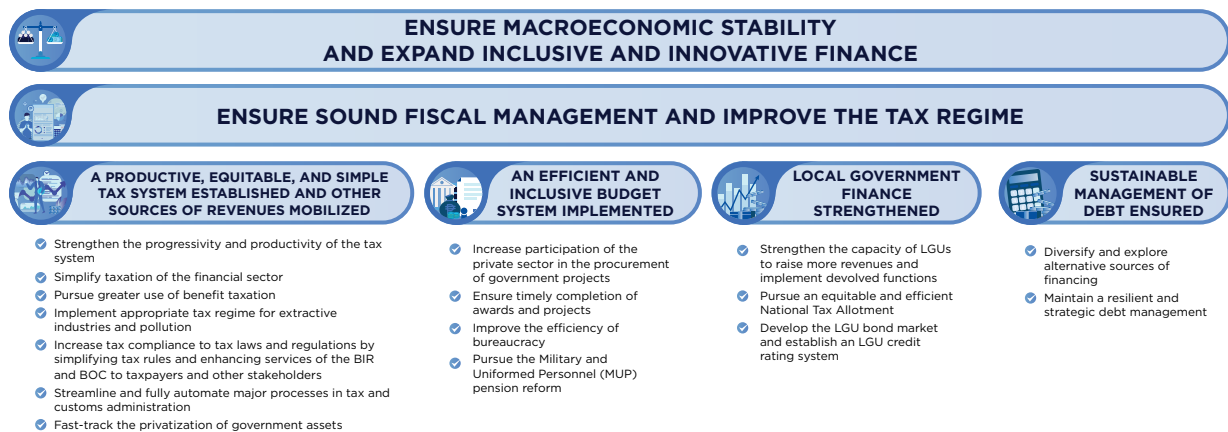 ENSURE MACROECONOMIC STABILITY
AND EXPAND INCLUSIVE AND INNOVATIVE FINANCE
ENSURE SOUND FISCAL MANAGEMENT AND IMPROVE THE TAX REGIME
A PRODUCTIVE, EQUITABLE, AND SIMPLE
TAX SYSTEM ESTABLISHED AND OTHER
SOURCES OF REVENUES MOBILIZED
Strengthen the progressivity and productivity of the tax
system
Simplify taxation of the financial sector
Pursue greater use of benefit taxation
Implement appropriate tax regime for extractive
industries and pollution
Increase tax compliance to tax laws and regulations by
simplifying tax rules and enhancing services of the BIR
and BOC to taxpayers and other stakeholders
Streamline and fully automate major processes in tax and
customs administration
Fast-track the privatization of government assets
AN EFFICIENT AND
INCLUSIVE BUDGET
SYSTEM IMPLEMENTED
Increase participation of the
private sector in the procurement
of government projects
Ensure timely completion of
awards and projects
Improve the efficiency of
bureaucracy
Pursue the Military and
Uniformed Personnel (MUP)
pension reform
LOCAL GOVERNMENT
FINANCE
STRENGTHENED
Strengthen the capacity of LGUs
to raise more revenues and
implement devolved functions
Pursue an equitable and efficient
National Tax Allotment
Develop the LGU bond market
and establish an LGU credit
rating system
SUSTAINABLE
MANAGEMENT OF
DEBT ENSURED
Diversify and explore
alternative sources of
financing
Maintain a resilient and
strategic debt management